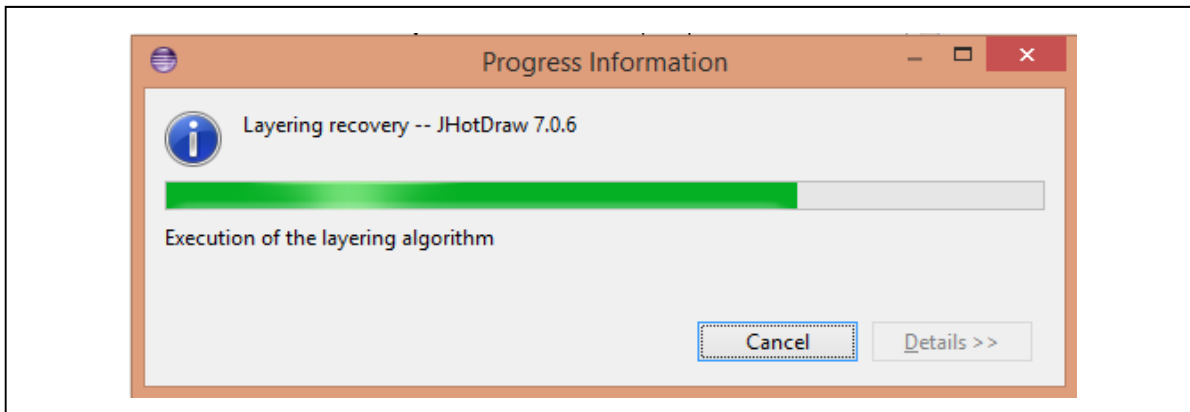 Progress Information
Layering recovery -- JHotDraw 7.0.6
Execution of the layering algorithm
Cancel
Details >>